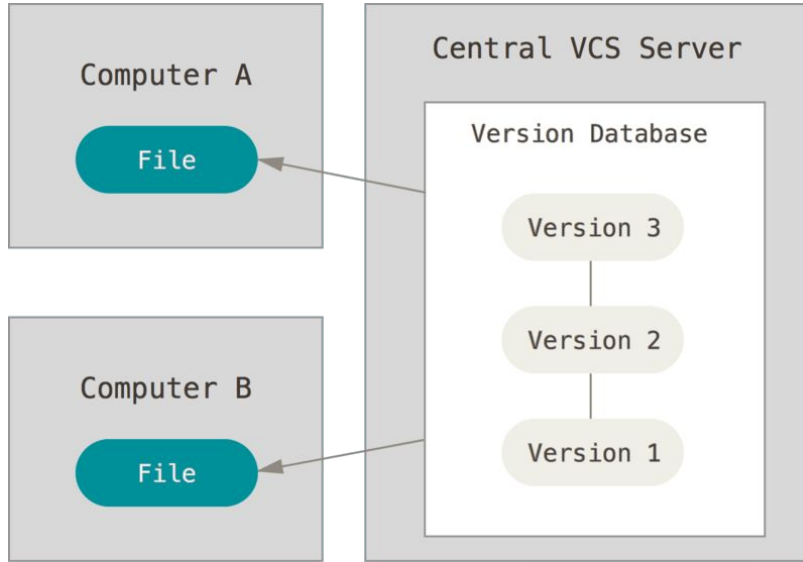 Computer A
File
Computer B
File
Central VCS Server
Version Database
Version 3
Version 2
Version 1